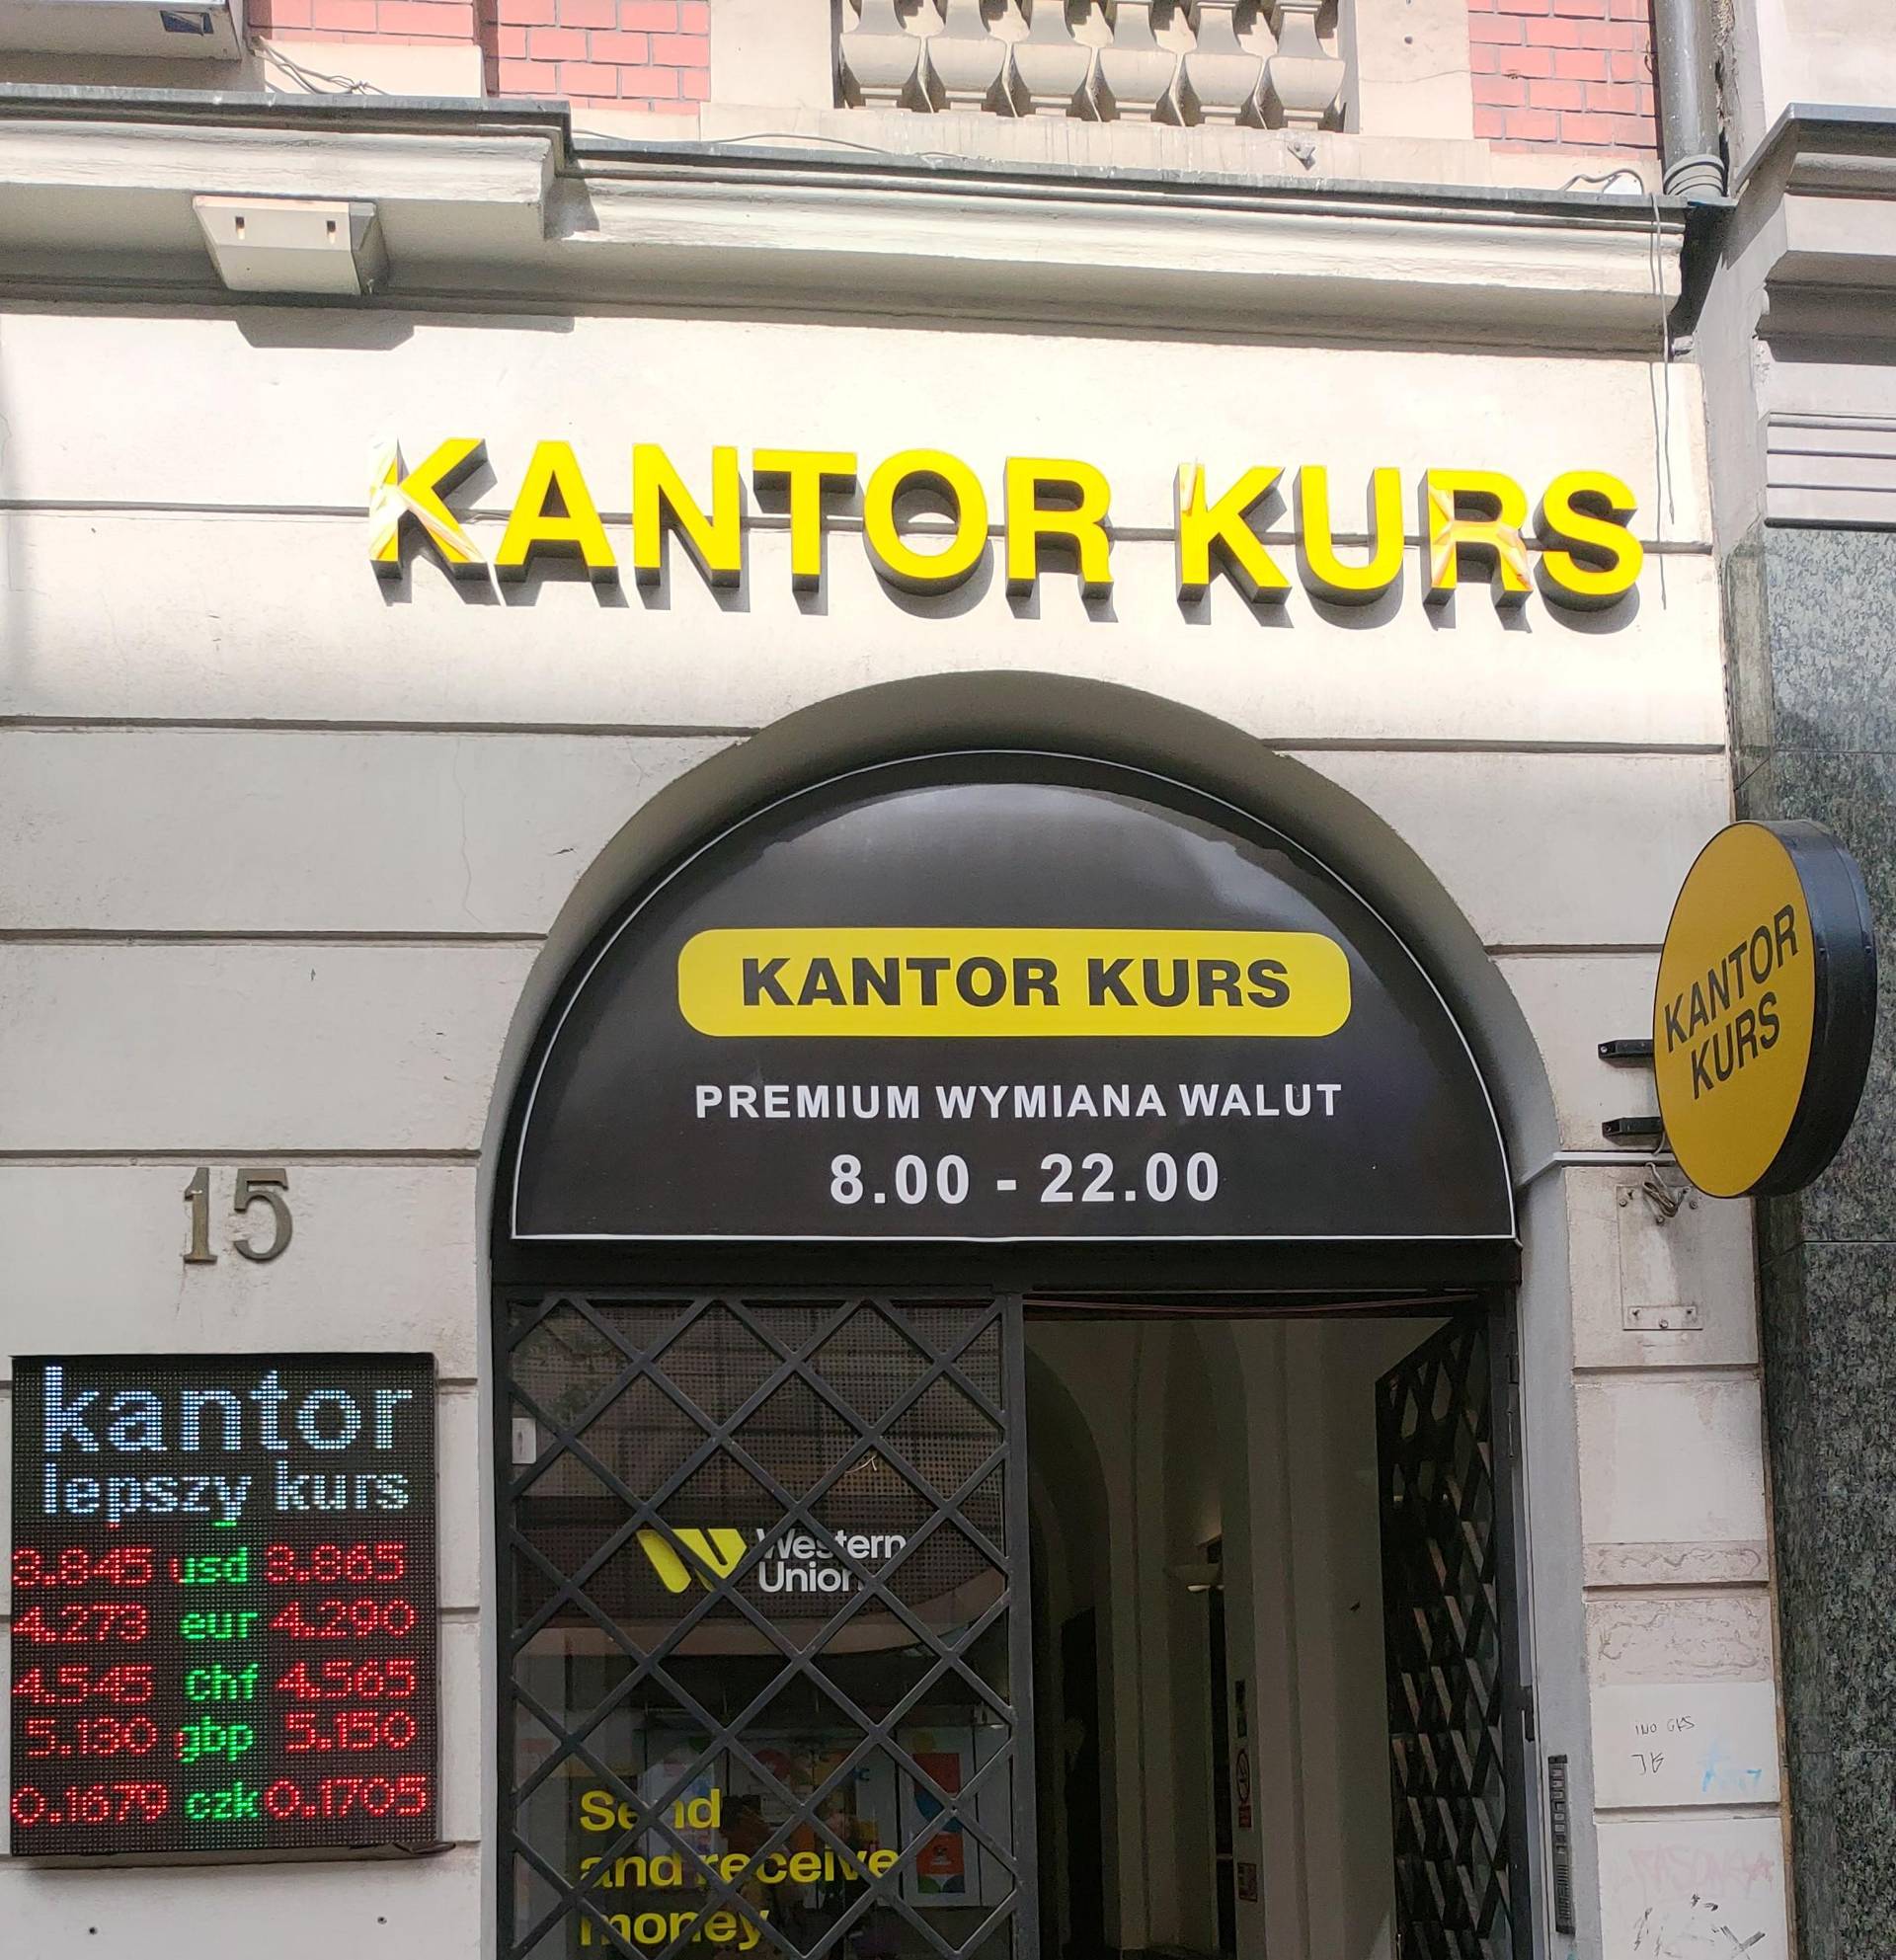 KANTOR KURS
KANTOR KURS
PREMIUM WYMIANA WALUT
8.00 - 22.00
KANTOR
KURS
15
kantor
lepszy kurs
3.845 usd 3.865
4.273 eur 4.290
4.545 chf 4.565
5.130 gbp 5.150
0.1679 czk 0.1705
Western
Union
Send
and receive
money